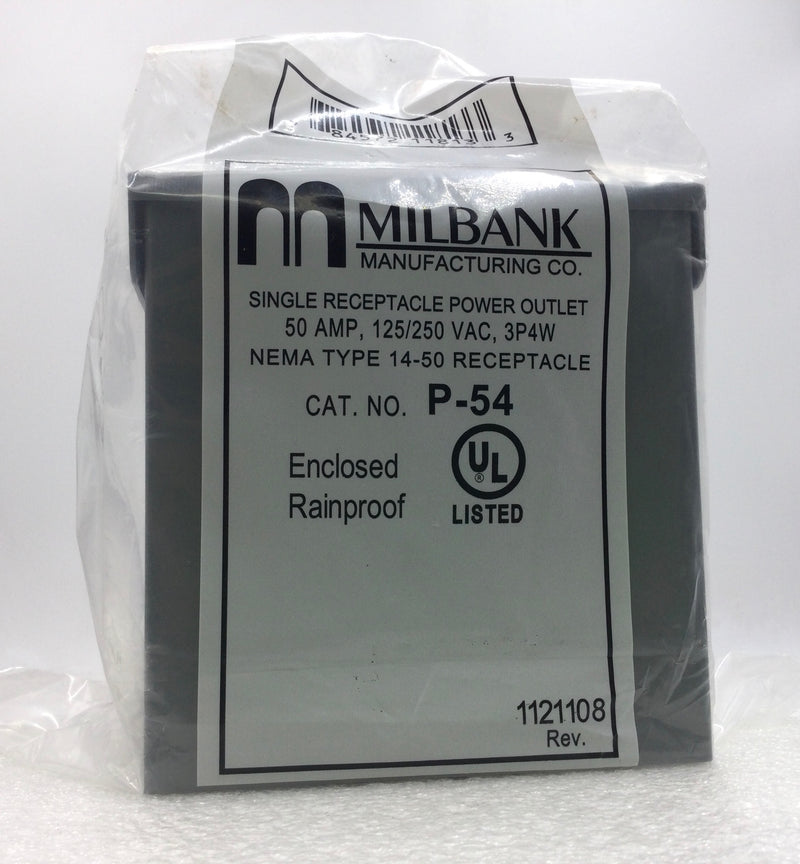 3
m MILBANK
MANUFACTURING CO.
SINGLE RECEPTACLE POWER OUTLET
50 AMP, 125/250 VAC, 3P4W
NEMA TYPE 14-50 RECEPTACLE
CAT. NO. P-54
Enclosed
Rainproof
UL
®
LISTED
1121108
Rev.